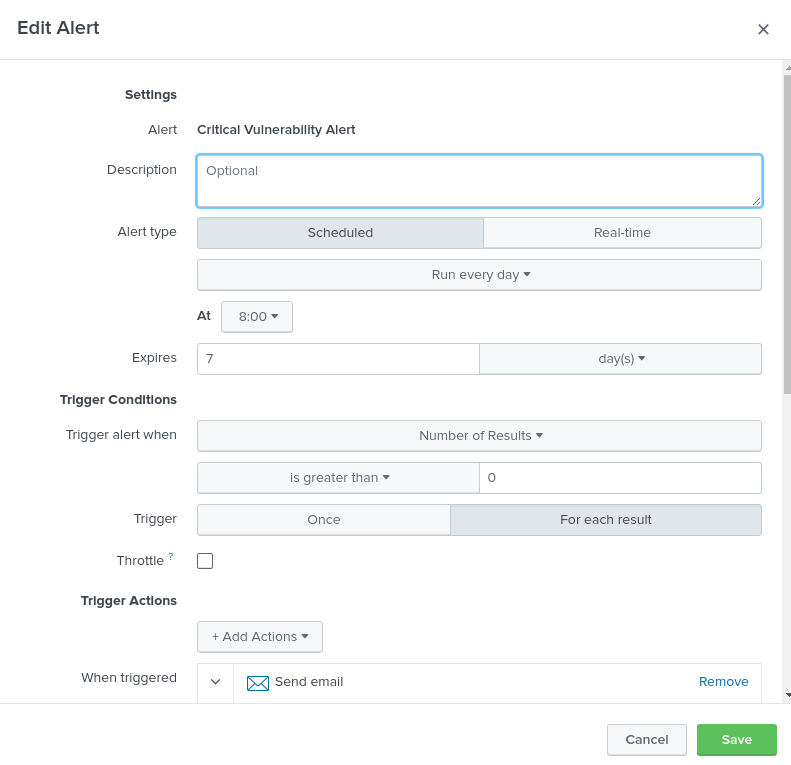 Edit Alert
Settings
Alert Critical Vulnerability Alert
Description Optional
Alert type Scheduled Real-time
Run every day
At 8:00
Expires 7 day(s)
Trigger Conditions
Trigger alert when Number of Results
is greater than 0
Trigger Once For each result
Throttle ?
Trigger Actions
+ Add Actions
When triggered Send email Remove
Cancel Save